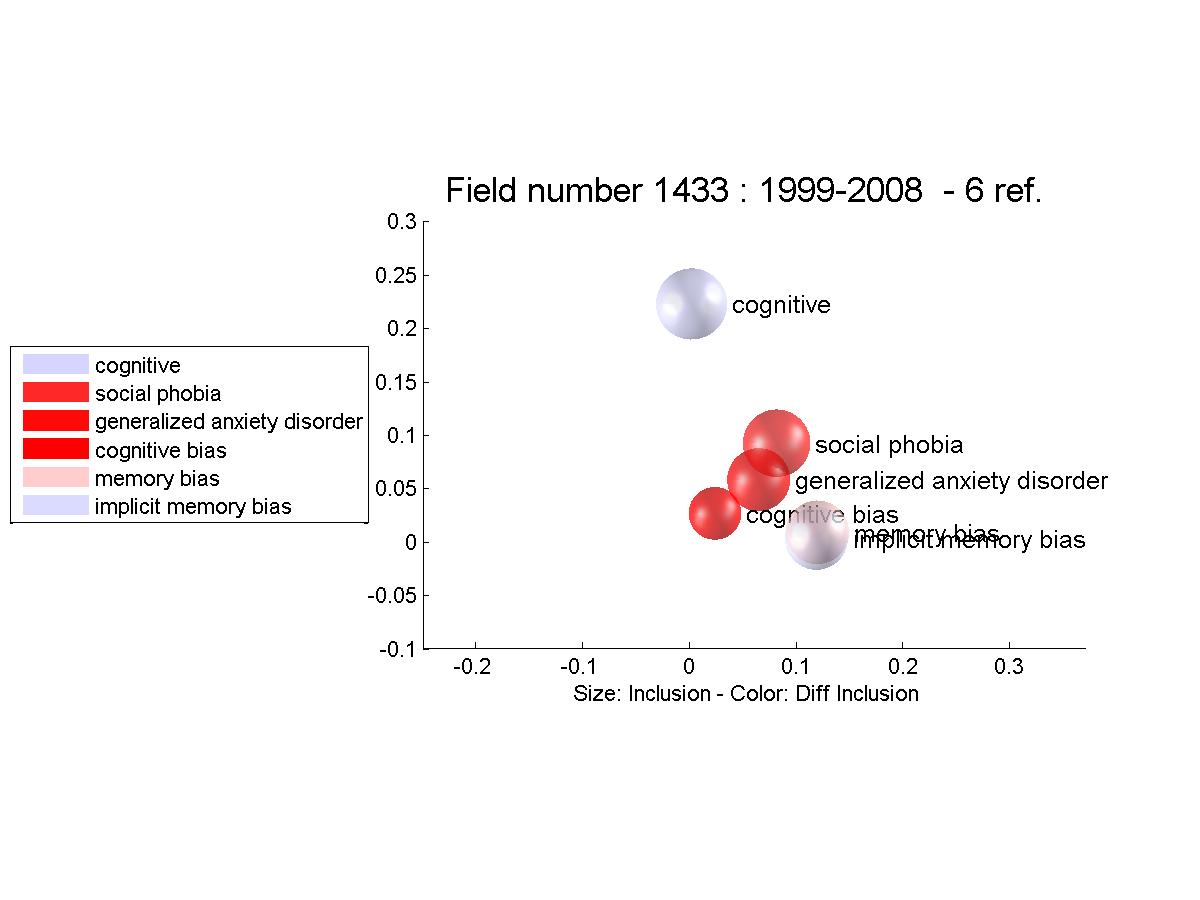 Field number 1433 : 1999-2008 - 6 ref.
0.3
0.25
0.2
0.15
0.1
0.05
0
-0.05
-0.1
cognitive
social phobia
generalized anxiety disorder
cognitive bias
memory bias
implicit memory bias
cognitive
social phobia
generalized anxiety disorder
cognitive bias
memory bias
implicit memory bias
-0.2 -0.1 0 0.1 0.2 0.3
Size: Inclusion - Color: Diff Inclusion